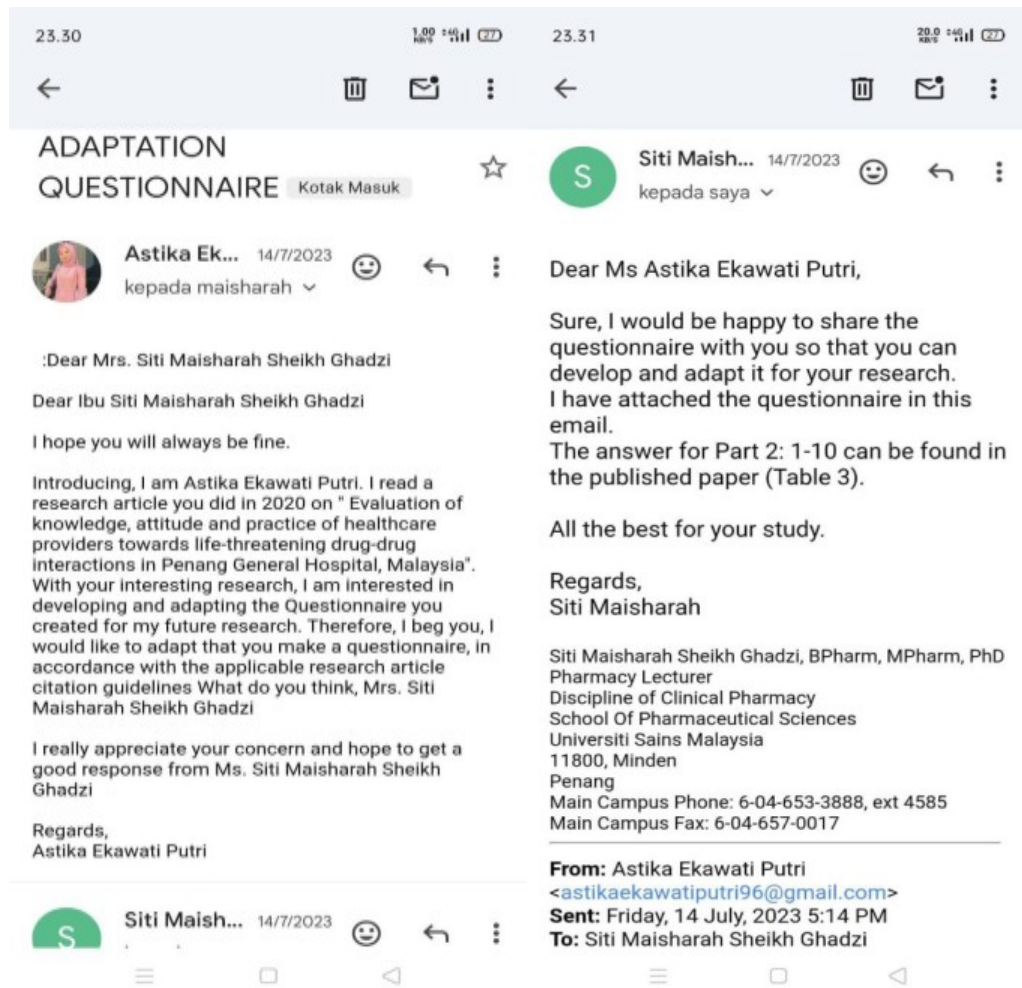 23.30
1.00 KB/S 4G 27
ADAPTATION
QUESTIONNAIRE Kotak Masuk
Astika Ek... 14/7/2023
kepada maisharah
:Dear Mrs. Siti Maisharah Sheikh Ghadzi
Dear Ibu Siti Maisharah Sheikh Ghadzi
I hope you will always be fine.
Introducing, I am Astika Ekawati Putri. I read a
research article you did in 2020 on " Evaluation of
knowledge, attitude and practice of healthcare
providers towards life-threatening drug-drug
interactions in Penang General Hospital, Malaysia".
With your interesting research, I am interested in
developing and adapting the Questionnaire you
created for my future research. Therefore, I beg you, I
would like to adapt that you make a questionnaire, in
accordance with the applicable research article
citation guidelines What do you think, Mrs. Siti
Maisharah Sheikh Ghadzi
I really appreciate your concern and hope to get a
good response from Ms. Siti Maisharah Sheikh
Ghadzi
Regards,
Astika Ekawati Putri
S
Siti Maish... 14/7/2023
23.31
20.0 KB/S 4G 27
S
Siti Maish... 14/7/2023
kepada saya
Dear Ms Astika Ekawati Putri,
Sure, I would be happy to share the
questionnaire with you so that you can
develop and adapt it for your research.
I have attached the questionnaire in this
email.
The answer for Part 2: 1-10 can be found in
the published paper (Table 3).
All the best for your study.
Regards,
Siti Maisharah
Siti Maisharah Sheikh Ghadzi, BPharm, MPharm, PhD
Pharmacy Lecturer
Discipline of Clinical Pharmacy
School Of Pharmaceutical Sciences
Universiti Sains Malaysia
11800, Minden
Penang
Main Campus Phone: 6-04-653-3888, ext 4585
Main Campus Fax: 6-04-657-0017
From: Astika Ekawati Putri
<astikaekawatiputri96@gmail.com>
Sent: Friday, 14 July, 2023 5:14 PM
To: Siti Maisharah Sheikh Ghadzi